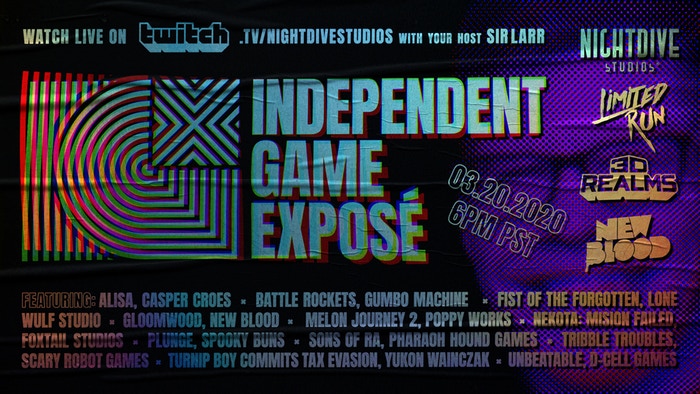 WATCH LIVE ON twitch .TV/NIGHTDIVESTUDIOS WITH YOUR HOST SIR LARR
NIGHTDIVE
STUDIOS
LIMITED
RUN
3D
REALMS
NEW
BLOOD
INDEPENDENT
GAME
EXPOSÉ
03.20.2020
6PM PST
FEATURING: ALISA, CASPER CROES × BATTLE ROCKETS, GUMBO MACHINE × FIST OF THE FORGOTTEN, LONE
WULF STUDIO × GLOOMWOOD, NEW BLOOD × MELON JOURNEY 2, POPPY WORKS × NEKOTA: MISION FAILED
FOXTAIL STUDIOS × PLUNGE, SPOOKY BUNS × SONS OF RA, PHARAOH HOUND GAMES × TRIBBLE TROUBLES,
SCARY ROBOT GAMES × TURNIP BOY COMMITS TAX EVASION, YUKON WAINCZAK × UNBEATABLE, D-CELL GAMES